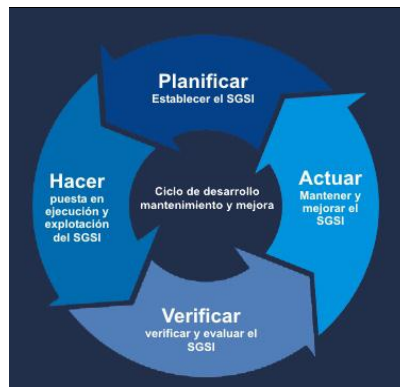 Planificar
Establecer el SGSI
Hacer
puesta en
ejecución y
explotación
del SGSI
Ciclo de desarrollo
mantenimiento y mejora
Actuar
Mantener y
mejorar el
SGSI
Verificar
verificar y evaluar el
SGSI